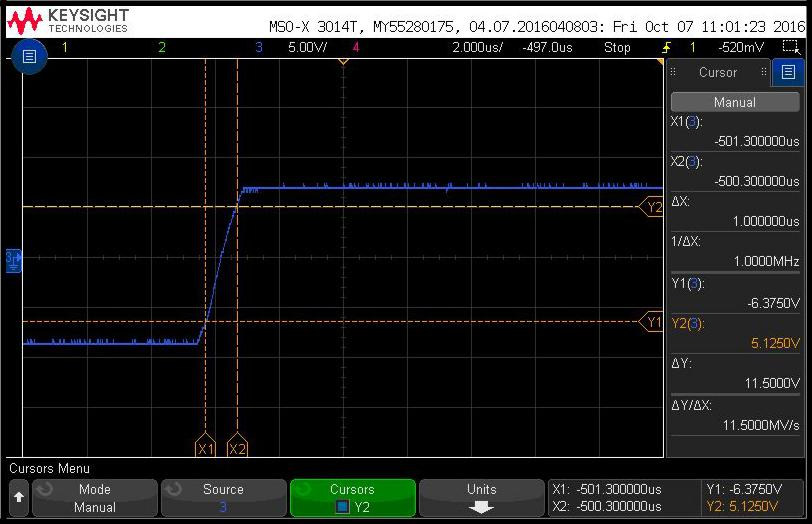 KEYSIGHT
TECHNOLOGIES
MSO-X 3014T, MY55280175, 04.07.2016040803: Fri Oct 07 11:01:23 2016
1 2 3 5.00V/ 4 2.000us/ -497.0us Stop 1 -520mV
Cursor
Manual
X1(3):
-501.300000us
X2(3):
-500.300000us
ΔX:
1.000000us
1/ΔX:
1.0000MHz
Y1(3):
-6.3750V
Y2(3):
5.1250V
ΔY:
11.5000V
ΔY/ΔX:
11.5000MV/s
Y2
3
Y1
X1 X2
Cursors Menu
Mode
Manual
Source
3
Cursors
Y2
Units
X1: -501.300000us
X2: -500.300000us
Y1: -6.3750V
Y2: 5.1250V